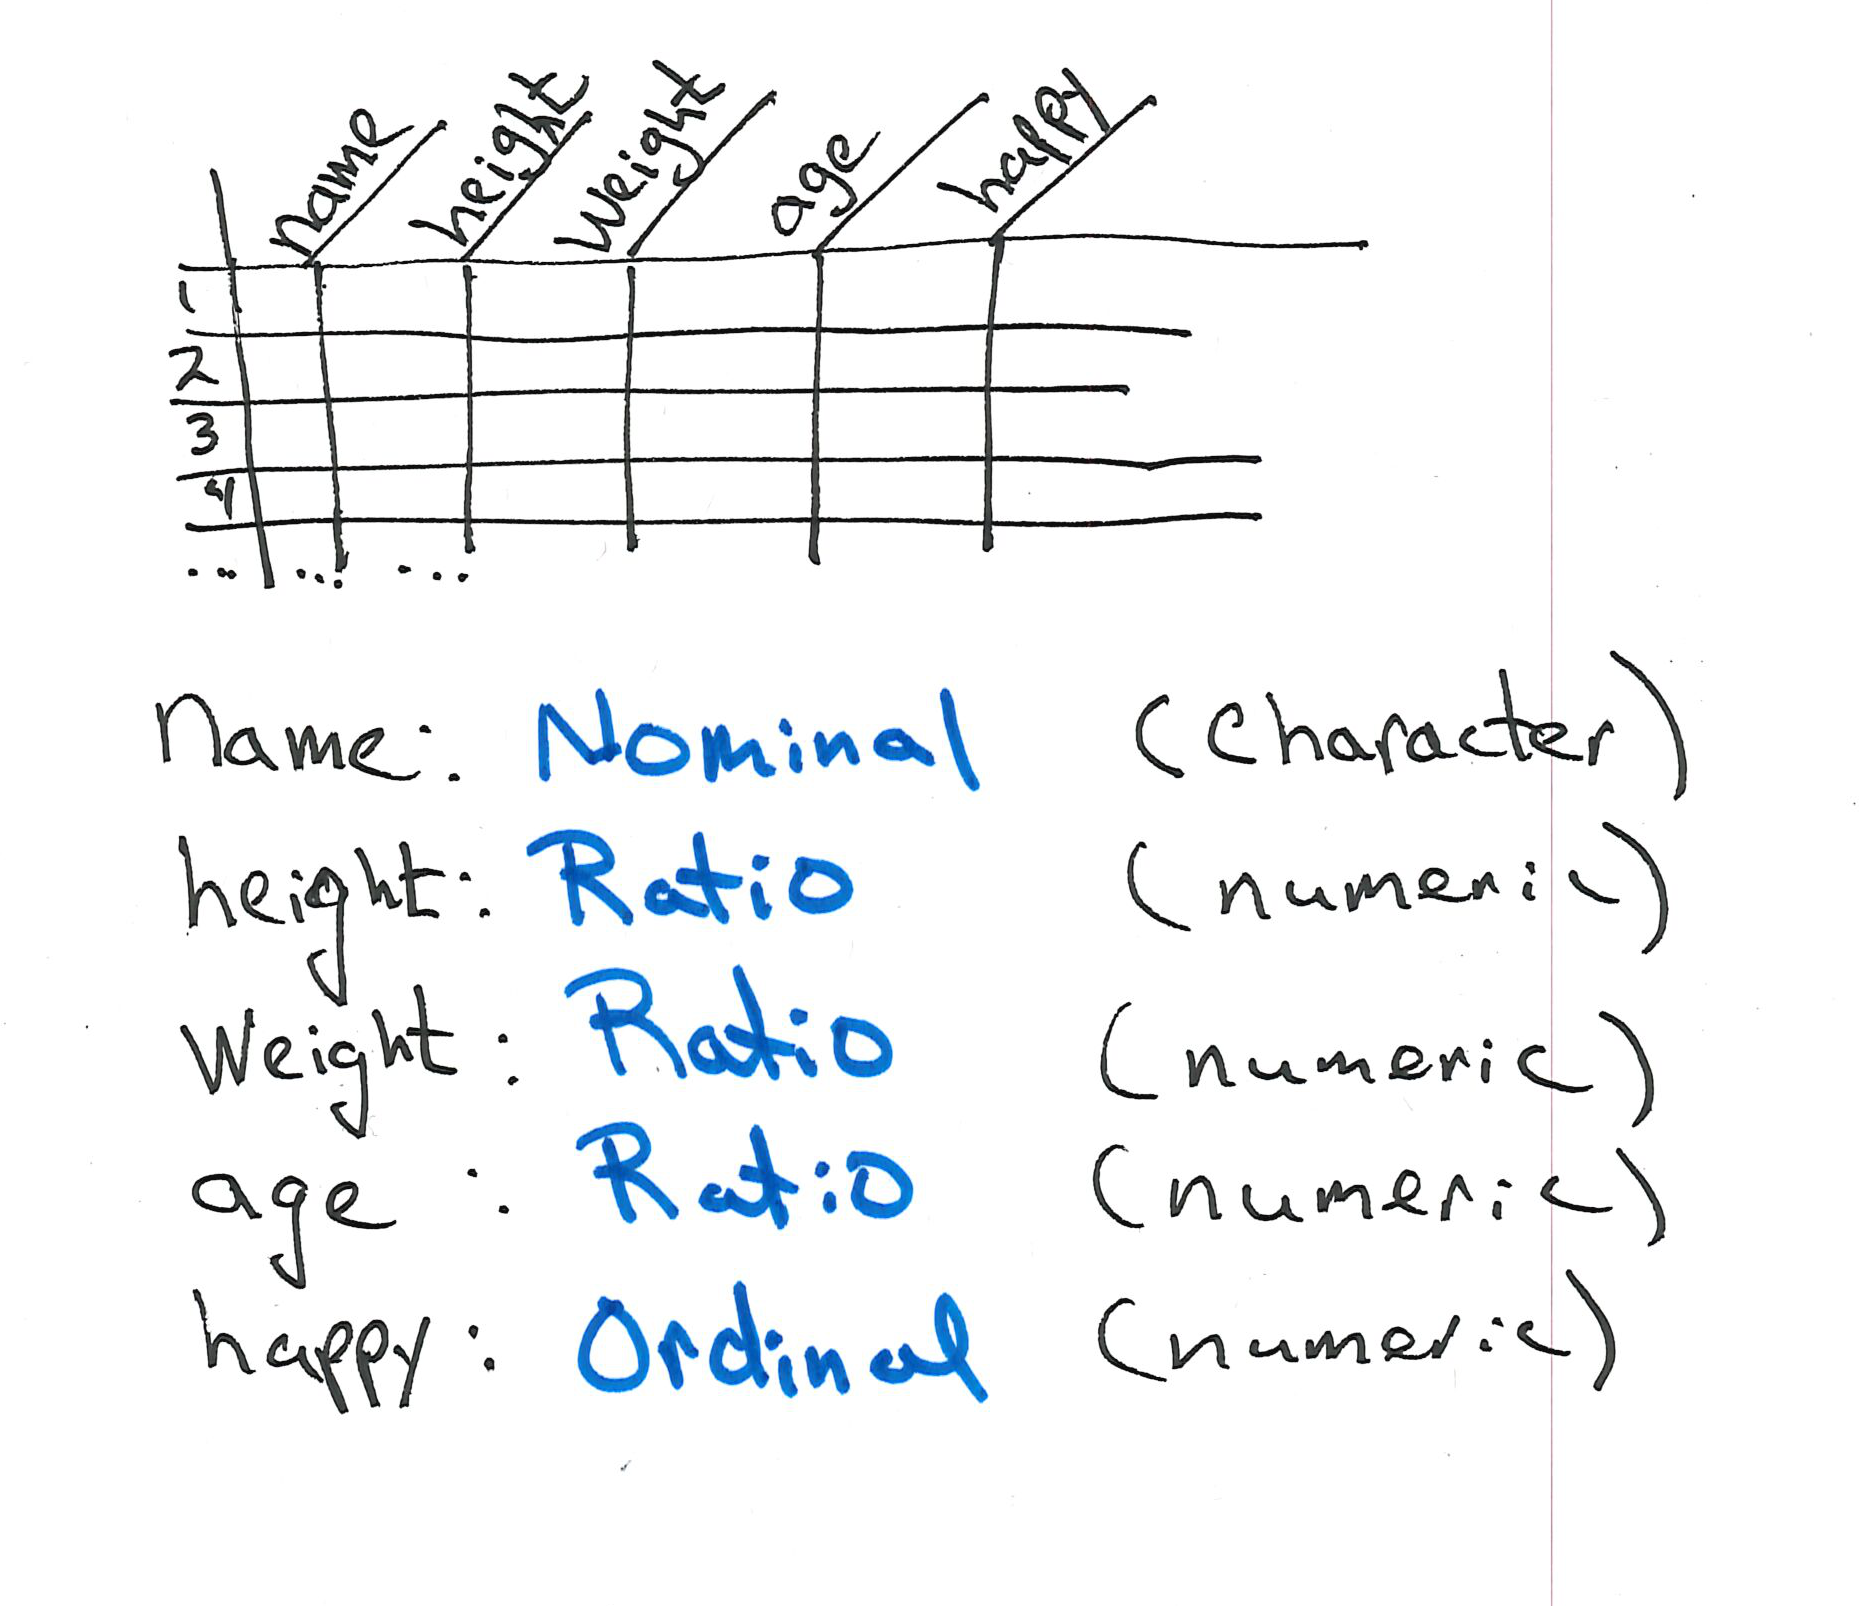 name height weight age happy
1
2
3
4
... ... ...
Name: Nominal (Character)
height: Ratio (numeric)
Weight: Ratio (numeric)
age: Ratio (numeric)
happy: Ordinal (numeric)